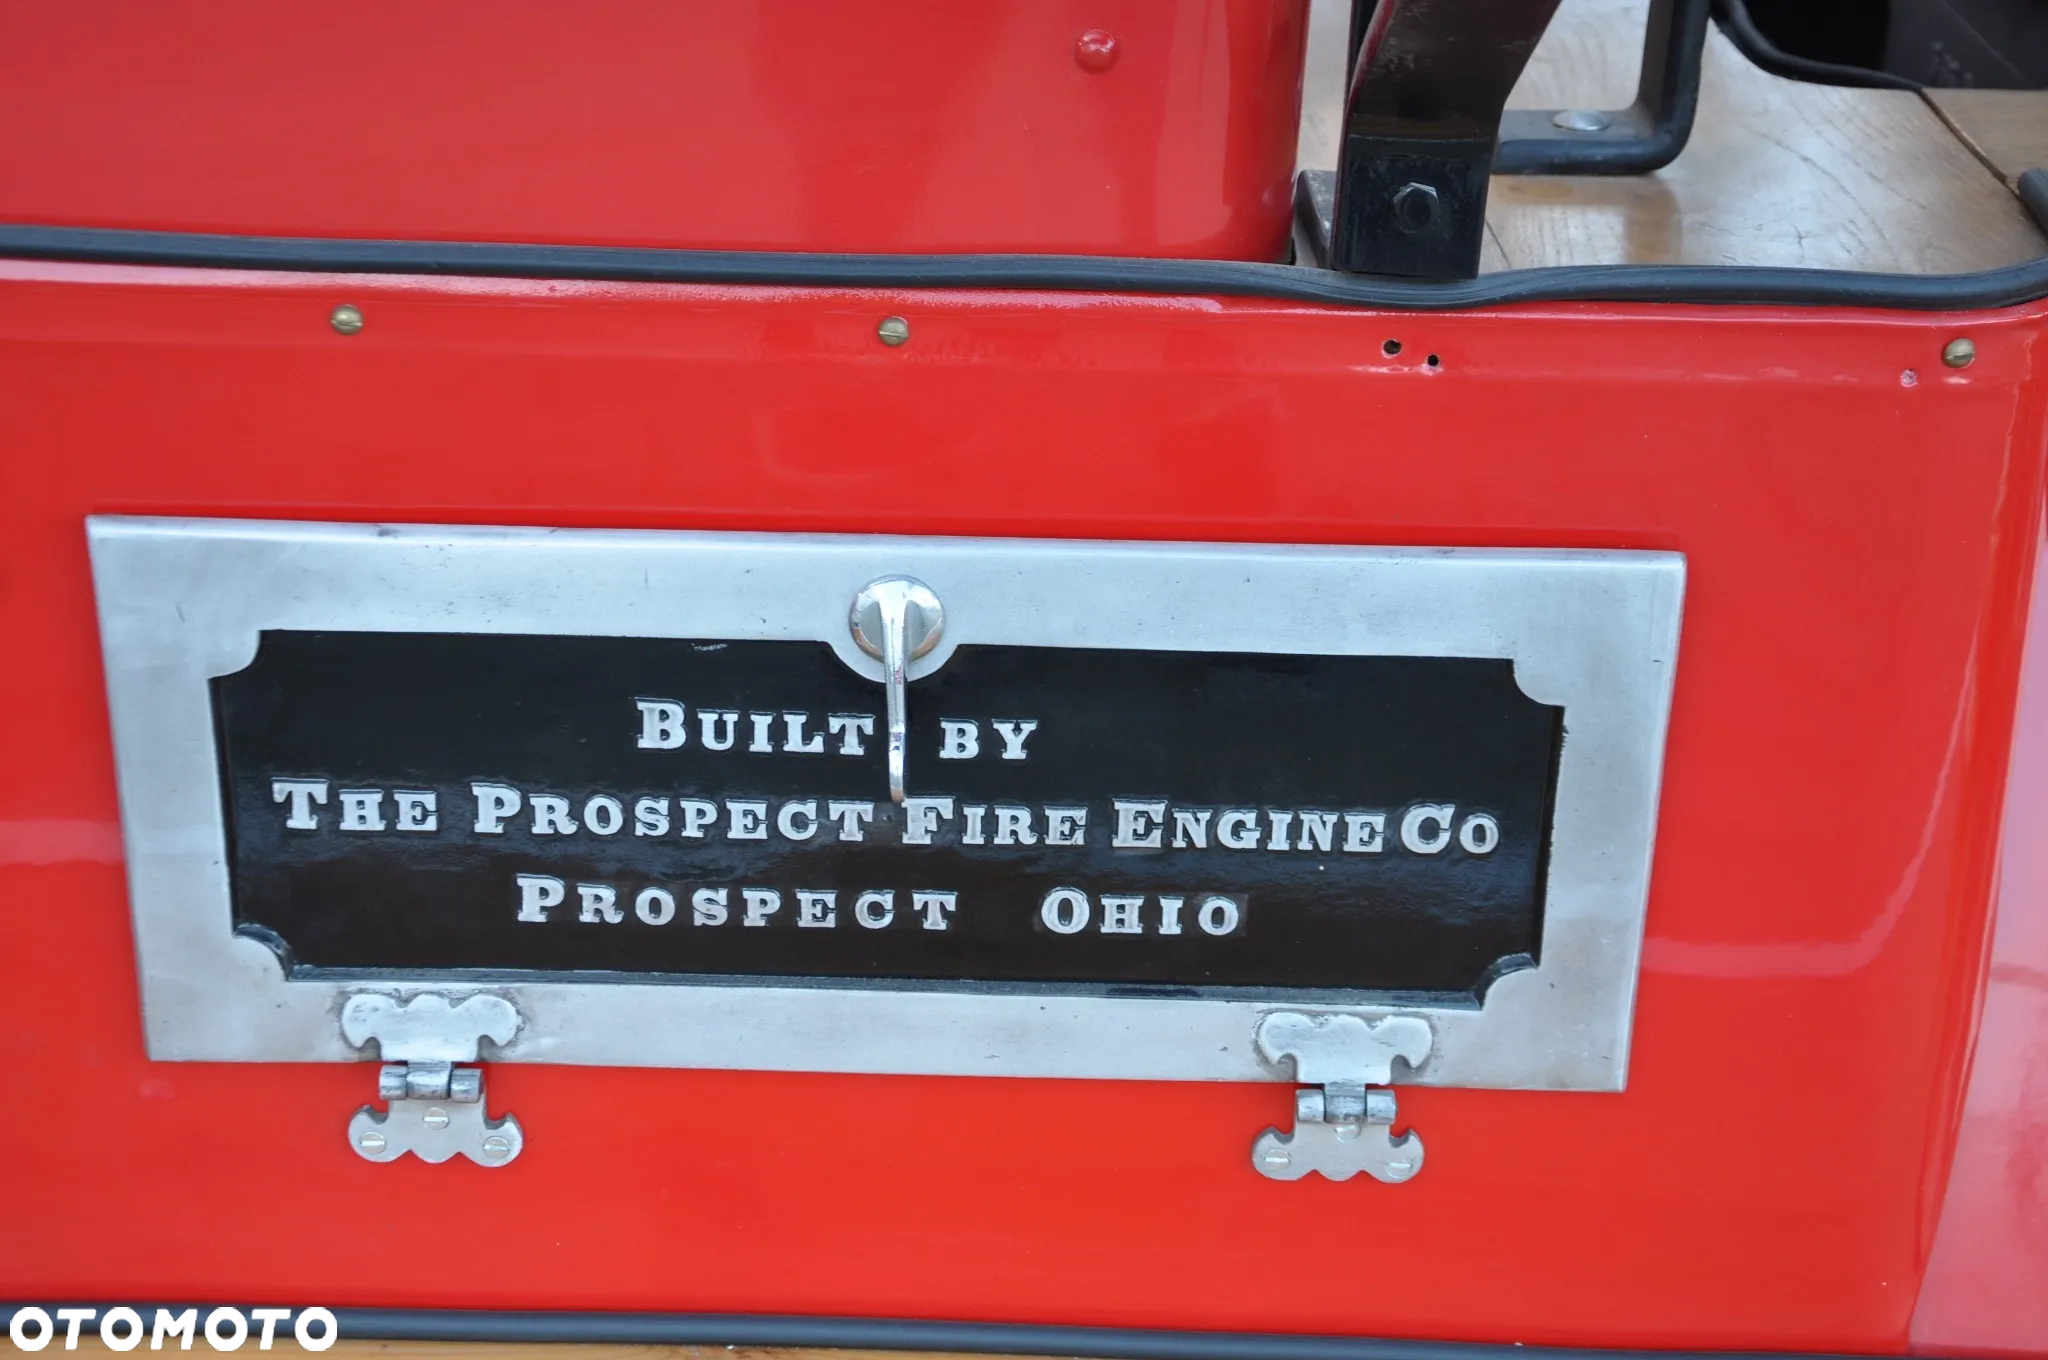 BUILT BY
THE PROSPECT FIRE ENGINE CO
PROSPECT OHIO
OTOMOTO